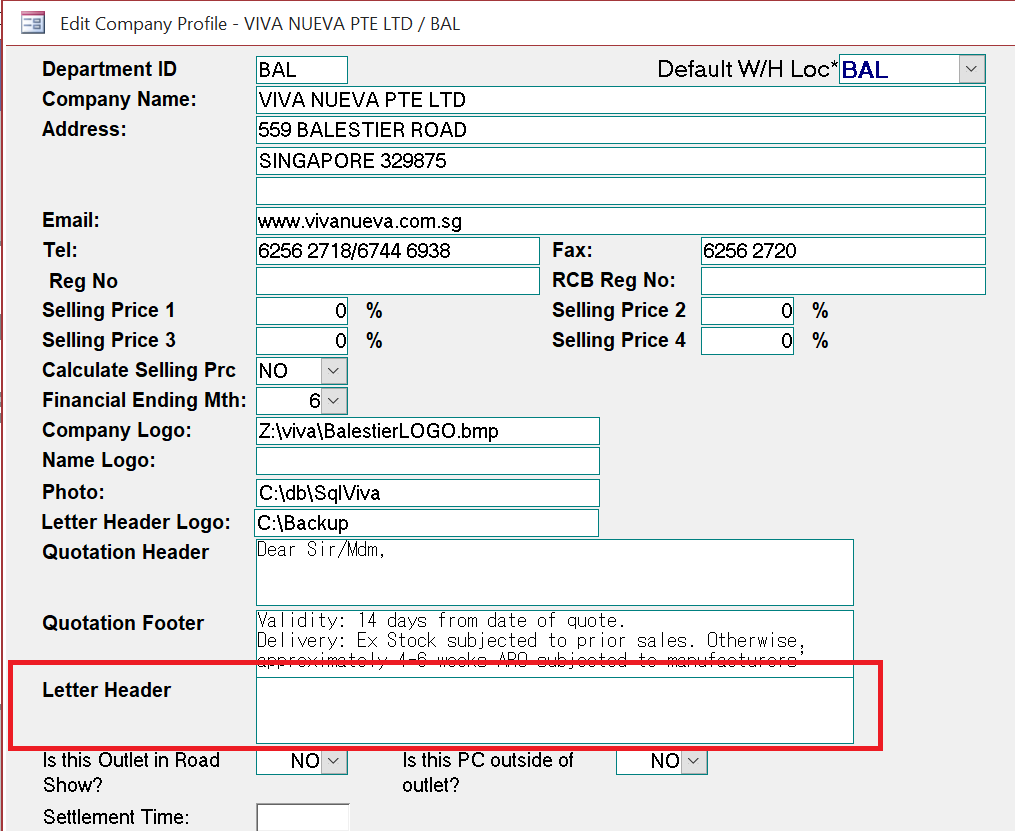 Edit Company Profile - VIVA NUEVA PTE LTD / BAL
Department ID BAL Default W/H Loc* BAL
Company Name: VIVA NUEVA PTE LTD
Address: 559 BALESTIER ROAD
SINGAPORE 329875
Email: www.vivanueva.com.sg
Tel: 6256 2718/6744 6938 Fax: 6256 2720
Reg No RCB Reg No:
Selling Price 1 0 % Selling Price 2 0 %
Selling Price 3 0 % Selling Price 4 0 %
Calculate Selling Prc NO
Financial Ending Mth: 6
Company Logo: Z:\viva\BalestierLOGO.bmp
Name Logo:
Photo: C:\db\SqlViva
Letter Header Logo: C:\Backup
Quotation Header Dear Sir/Mdm,
Quotation Footer Validity: 14 days from date of quote.
Delivery: Ex Stock subjected to prior sales. Otherwise,
approximately 4-6 weeks ARO subjected to manufacturers
Letter Header
Is this Outlet in Road NO Is this PC outside of NO
Show? outlet?
Settlement Time: